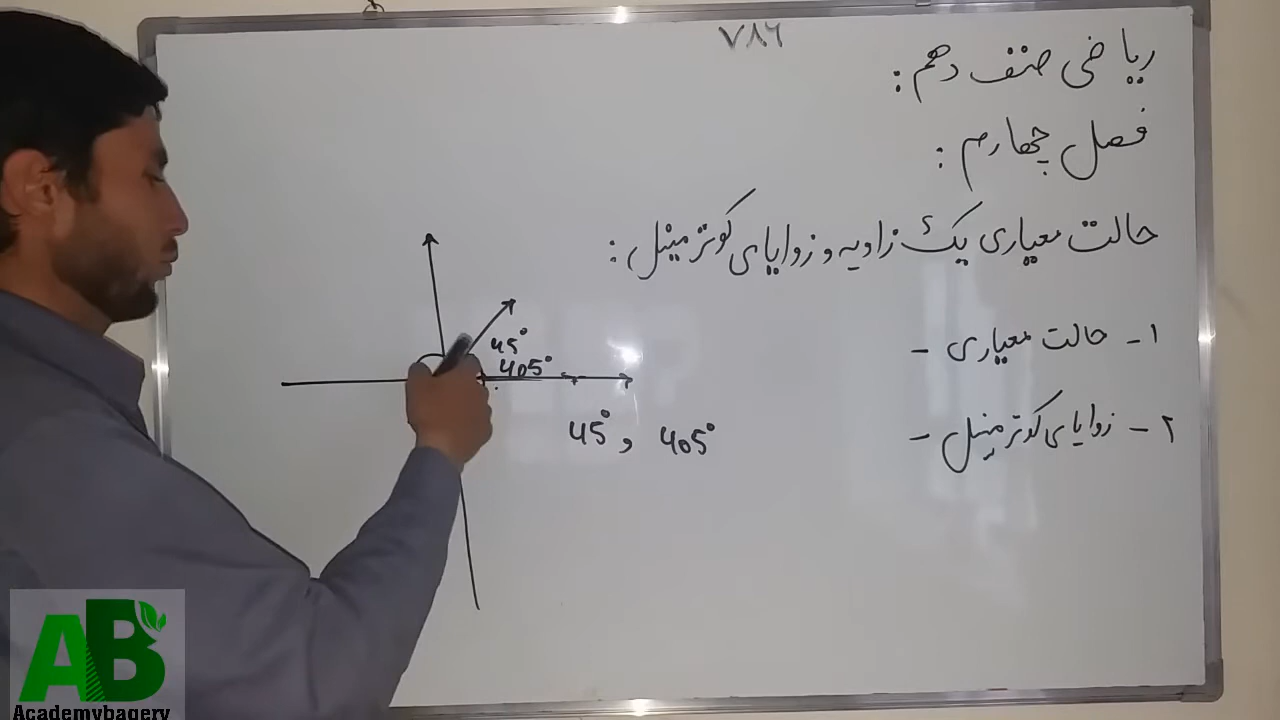 ۷۸۶
ریاضی صنف دهم :
فصل چهارم :
حالت معیاری یک زاویه و زوایای کوترمینل :
۱- حالت معیاری -
۲- زوایای کوترمینل -
45°
405°
45° , 405°
AB
Academybagery